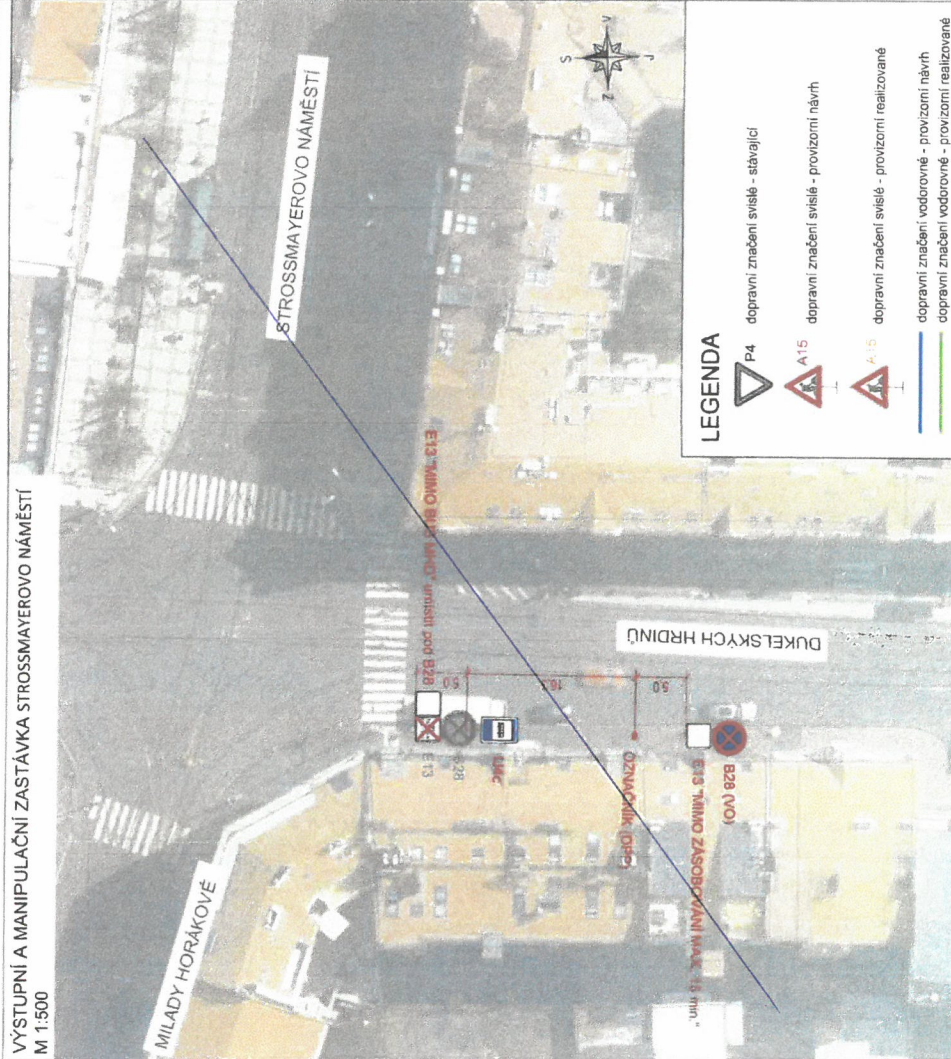 VÝSTUPNÍ A MANIPULAČNÍ ZASTÁVKA STROSSMAYEROVO NÁMĚSTÍ
M 1:500
MILADY HORÁKOVÉ
STROSSMAYEROVO NÁMĚSTÍ
DUKELSKÝCH HRDINŮ
S
V
J
Z
E13 "MIMO BUS MHD" umístit pod B28
E13
B28
IJ4c
5.0
16.
5.0
OZNAČNÍK (DPP)
E13 "MIMO ZÁSOBOVÁNÍ MAX. 15 min."
B28 (VO)
LEGENDA
P4
dopravní značení svislé - stávající
A15
dopravní značení svislé - provizorní návrh
A15
dopravní značení svislé - provizorní realizované
dopravní značení vodorovné - provizorní návrh
dopravní značení vodorovné - provizorní realizované